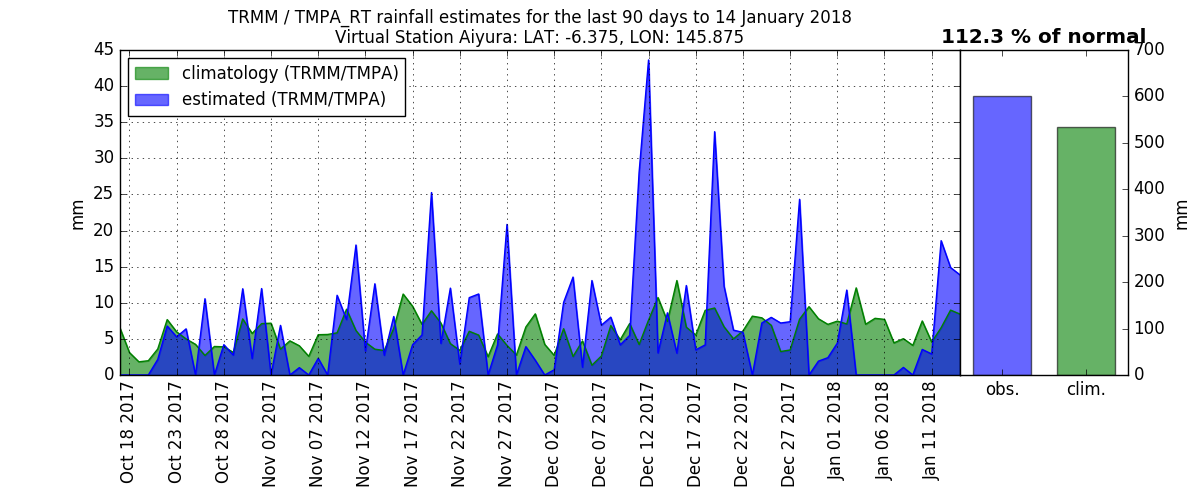 TRMM / TMPA_RT rainfall estimates for the last 90 days to 14 January 2018
Virtual Station Aiyura: LAT: -6.375, LON: 145.875
112.3 % of normal
climatology (TRMM/TMPA)
estimated (TRMM/TMPA)
45
40
35
30
25
20
15
10
5
0
mm
Oct 18 2017
Oct 23 2017
Oct 28 2017
Nov 02 2017
Nov 07 2017
Nov 12 2017
Nov 17 2017
Nov 22 2017
Nov 27 2017
Dec 02 2017
Dec 07 2017
Dec 12 2017
Dec 17 2017
Dec 22 2017
Dec 27 2017
Jan 01 2018
Jan 06 2018
Jan 11 2018
700
600
500
400
300
200
100
0
mm
obs.
clim.